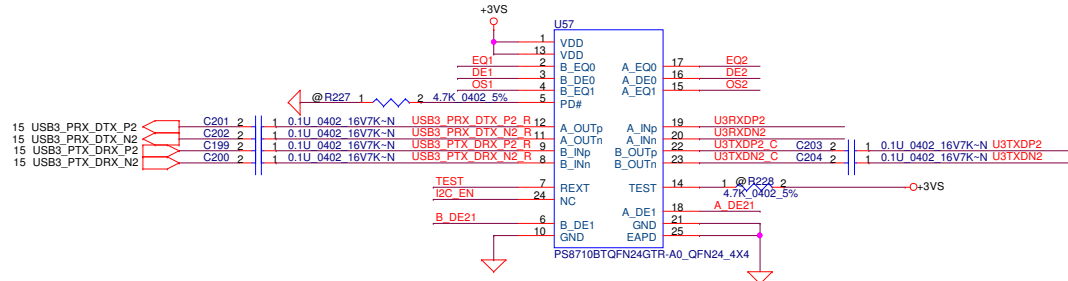 +3VS
U57
1 VDD
13 VDD
EQ1 2 B_EQ0 A_EQ0 17 EQ2
DE1 3 B_DE0 A_DE0 16 DE2
OS1 4 B_EQ1 A_EQ1 15 OS2
@R227 1 2 4.7K_0402_5% 5 PD#
15 USB3_PRX_DTX_P2 C201 2 1 0.1U_0402_16V7K~N USB3_PRX_DTX_P2_R 12 A_OUTp A_INp 19 U3RXDP2
15 USB3_PRX_DTX_N2 C202 2 1 0.1U_0402_16V7K~N USB3_PRX_DTX_N2_R 11 A_OUTn A_INn 20 U3RXDN2
15 USB3_PTX_DRX_P2 C199 2 1 0.1U_0402_16V7K~N USB3_PTX_DRX_P2_R 9 B_INp B_OUTp 22 U3TXDP2_C C203 2 1 0.1U_0402_16V7K~N U3TXDP2
15 USB3_PTX_DRX_N2 C200 2 1 0.1U_0402_16V7K~N USB3_PTX_DRX_N2_R 8 B_INn B_OUTn 23 U3TXDN2_C C204 2 1 0.1U_0402_16V7K~N U3TXDN2
TEST 7 REXT TEST 14 1 @R228 2 +3VS
4.7K_0402_5%
I2C_EN 24 NC
A_DE1 18 A_DE21
B_DE21 6 B_DE1 GND 21
10 GND EAPD 25
PS8710BTQFN24GTR-A0_QFN24_4X4